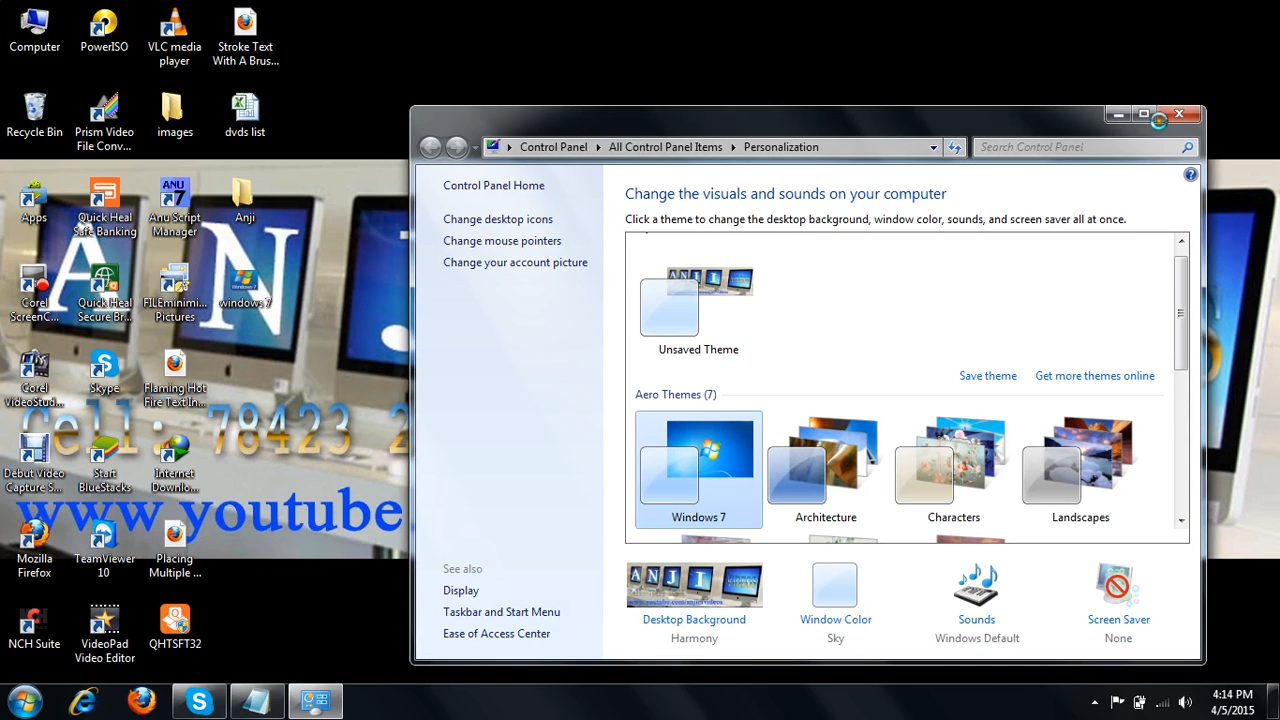 Computer
PowerISO
VLC media
player
Stroke Text
With A Brus...
Recycle Bin
Prism Video
File Conv...
images
dvds list
Apps
Quick Heal
Safe Banking
ANU
7
Anu Script
Manager
Anji
Corel
ScreenC...
Quick Heal
Secure Br...
FILEminimi...
Pictures
windows 7
Corel
VideoStud...
Skype
Flaming Hot
Fire Text In...
Debut Video
Capture S...
Start
BlueStacks
Internet
Downlo...
Mozilla
Firefox
TeamViewer
10
Placing
Multiple ...
NCH Suite
VideoPad
Video Editor
QHTSFT32
A N J
Cell: 78423 2
www.youtube
Control Panel
All Control Panel Items
Personalization
Search Control Panel
Control Panel Home
Change desktop icons
Change mouse pointers
Change your account picture
See also
Display
Taskbar and Start Menu
Ease of Access Center
Change the visuals and sounds on your computer
Click a theme to change the desktop background, window color, sounds, and screen saver all at once.
Unsaved Theme
Save theme
Get more themes online
Aero Themes (7)
Windows 7
Architecture
Characters
Landscapes
A N J I
Desktop Background
Harmony
Window Color
Sky
Sounds
Windows Default
Screen Saver
None
4:14 PM
4/5/2015